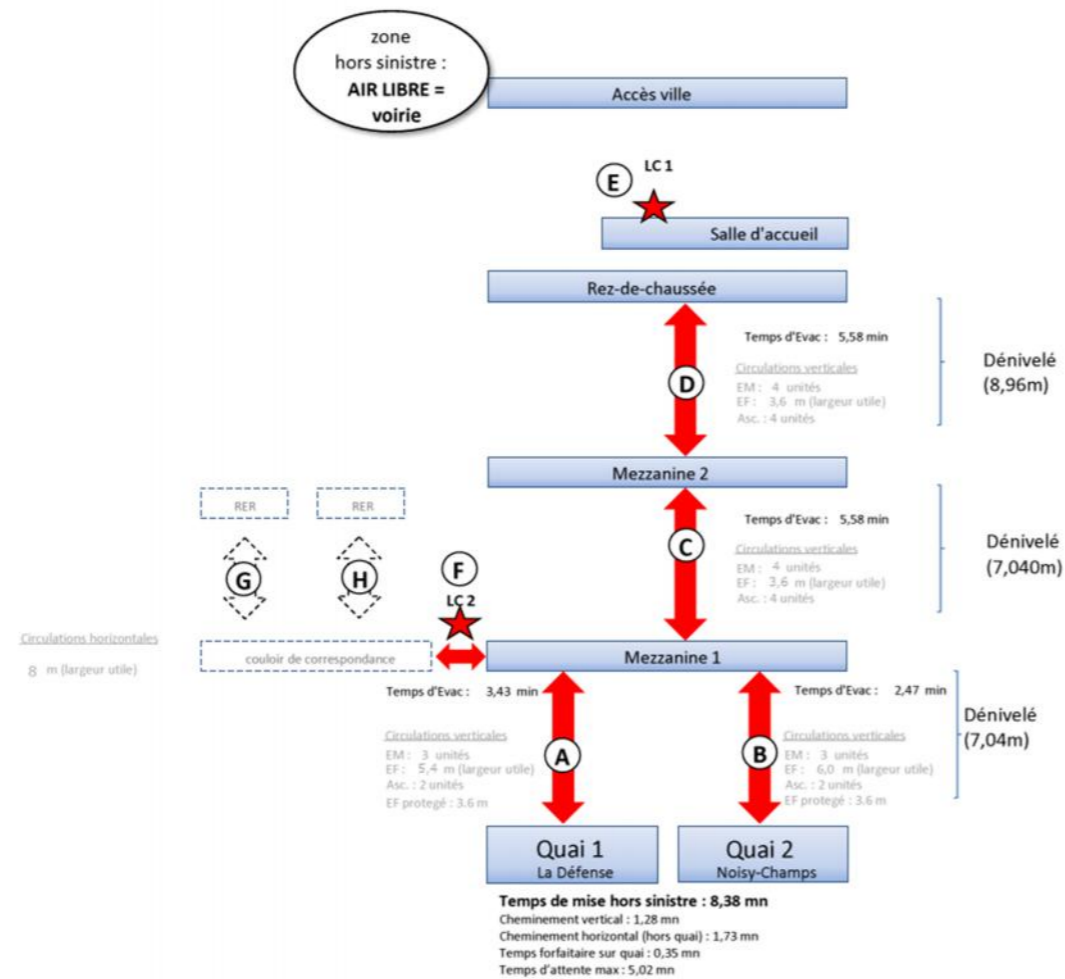 zone
hors sinistre :
AIR LIBRE =
voirie
Accès ville
LC 1
E
Salle d'accueil
Rez-de-chaussée
Temps d'Evac : 5,58 min
Circulations verticales
EM : 4 unités
EF : 3,6 m (largeur utile)
Asc. : 4 unités
D
Dénivelé
(8,96m)
Mezzanine 2
RER
RER
Temps d'Evac : 5,58 min
Circulations verticales
EM : 4 unités
EF : 3,6 m (largeur utile)
Asc. : 4 unités
C
Dénivelé
(7,040m)
G
H
F
LC 2
Circulations horizontales
8 m (largeur utile)
couloir de correspondance
Mezzanine 1
Temps d'Evac : 3,43 min
Circulations verticales
EM : 3 unités
EF : 5,4 m (largeur utile)
Asc. : 2 unités
EF protegé : 3.6 m
A
Temps d'Evac : 2,47 min
Circulations verticales
EM : 3 unités
EF : 6,0 m (largeur utile)
Asc. : 2 unités
EF protegé : 3.6 m
B
Dénivelé
(7,04m)
Quai 1
La Défense
Quai 2
Noisy-Champs
Temps de mise hors sinistre : 8,38 mn
Cheminement vertical : 1,28 mn
Cheminement horizontal (hors quai) : 1,73 mn
Temps forfaitaire sur quai : 0,35 mn
Temps d'attente max : 5,02 mn